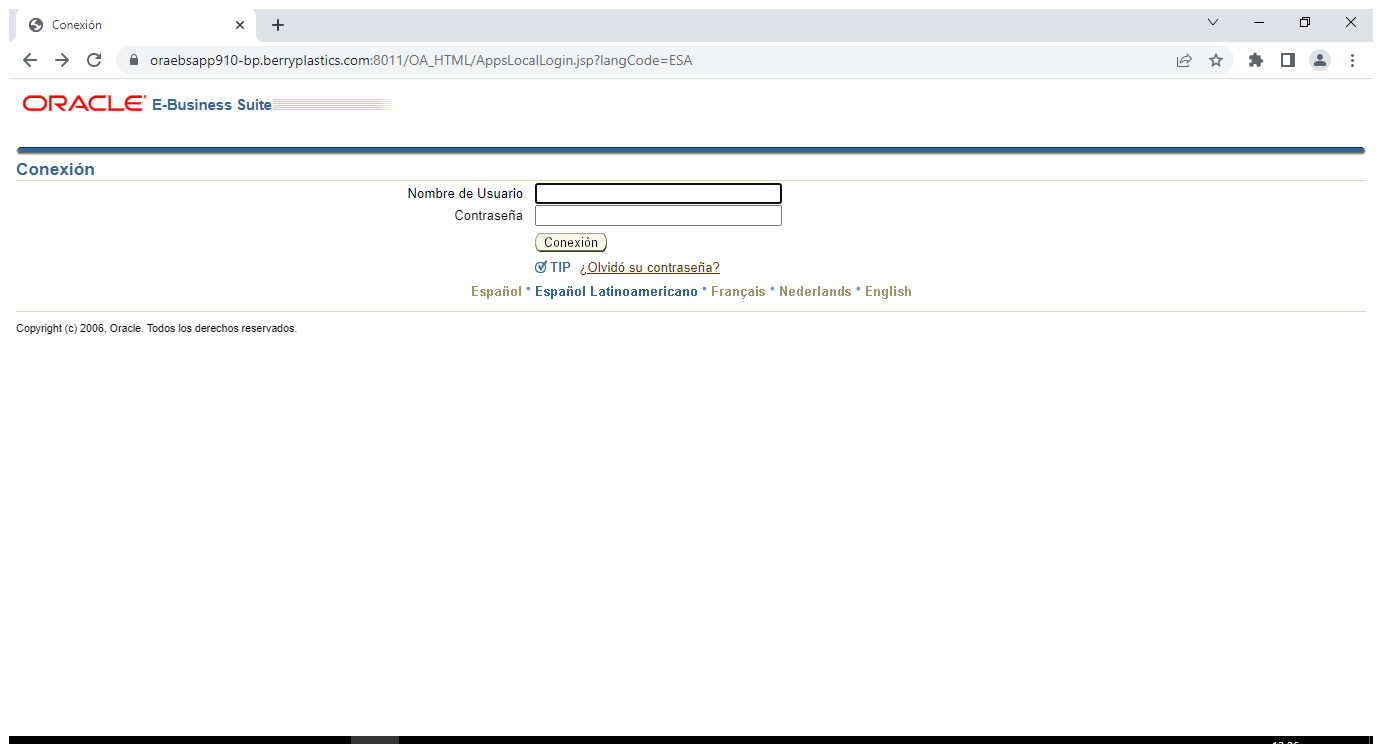 Conexión
oraebsapp910-bp.berryplastics.com:8011/OA_HTML/AppsLocalLogin.jsp?langCode=ESA
ORACLE E-Business Suite
Conexión
Nombre de Usuario
Contraseña
Conexión
TIP ¿Olvidó su contraseña?
Español * Español Latinoamericano * Français * Nederlands * English
Copyright (c) 2006, Oracle. Todos los derechos reservados.